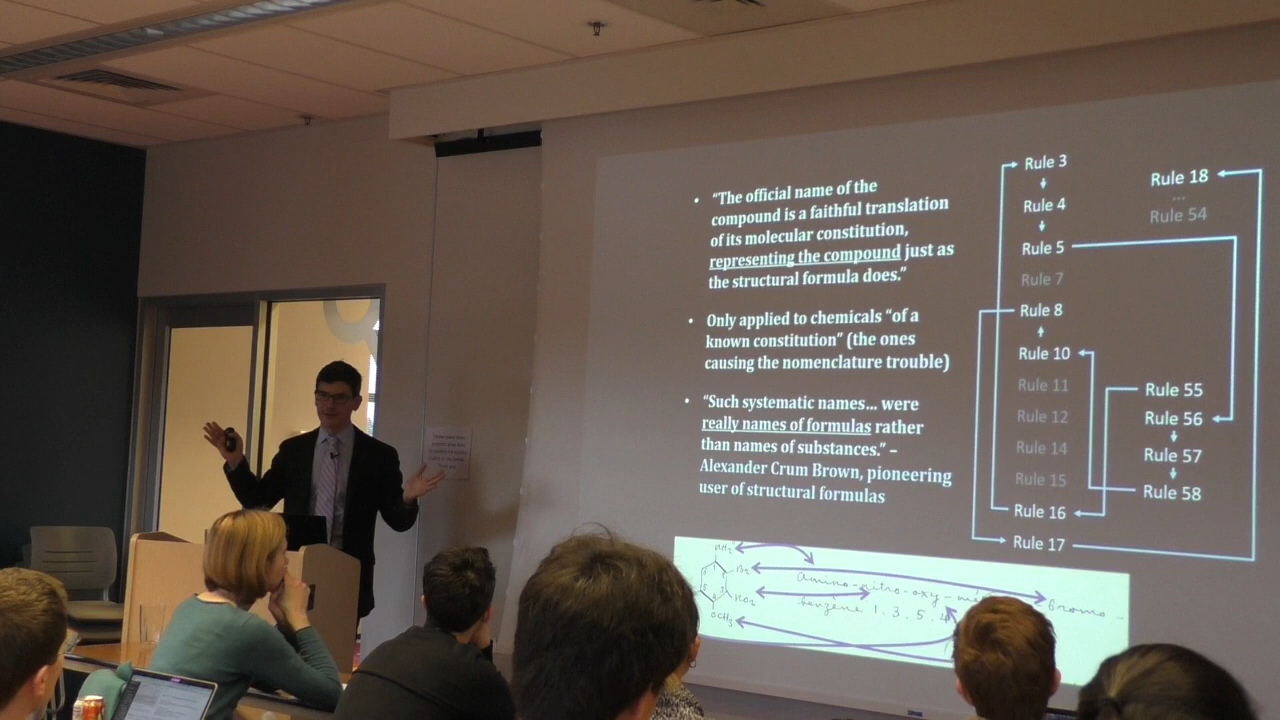 • "The official name of the
compound is a faithful translation
of its molecular constitution,
representing the compound just as
the structural formula does."
• Only applied to chemicals "of a
known constitution" (the ones
causing the nomenclature trouble)
• "Such systematic names... were
really names of formulas rather
than names of substances." –
Alexander Crum Brown, pioneering
user of structural formulas
Rule 3
Rule 4
Rule 5
Rule 7
Rule 8
Rule 10
Rule 11
Rule 12
Rule 14
Rule 15
Rule 16
Rule 17
Rule 18
...
Rule 54
Rule 55
Rule 56
Rule 57
Rule 58
NH2
Br
NO2
OCH3
amino-nitro-oxy-
Bromo -
benzene 1. 3. 5. 4